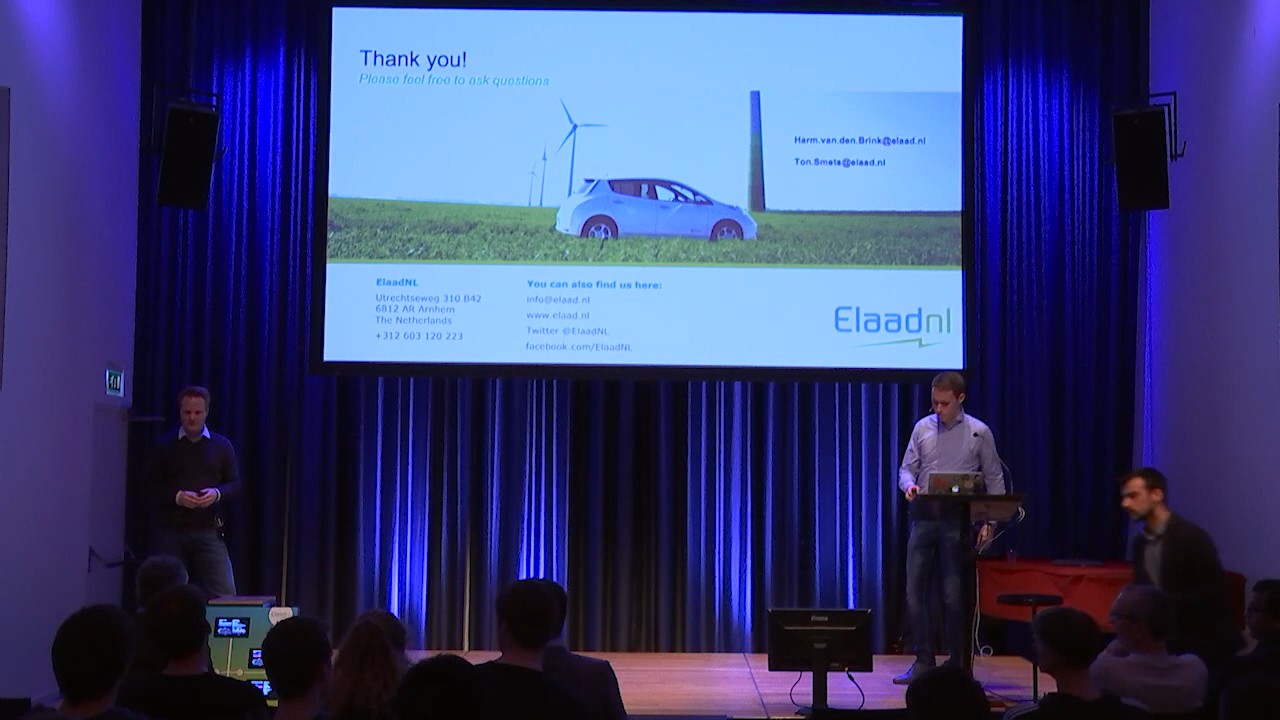 Thank you!
Please feel free to ask questions
Harm.van.den.Brink@elaad.nl
Ton.Smets@elaad.nl
ElaadNL
Utrechtseweg 310 B42
6812 AR Arnhem
The Netherlands
+312 603 120 223
You can also find us here:
info@elaad.nl
www.elaad.nl
Twitter @ElaadNL
facebook.com/ElaadNL
Elaadnl